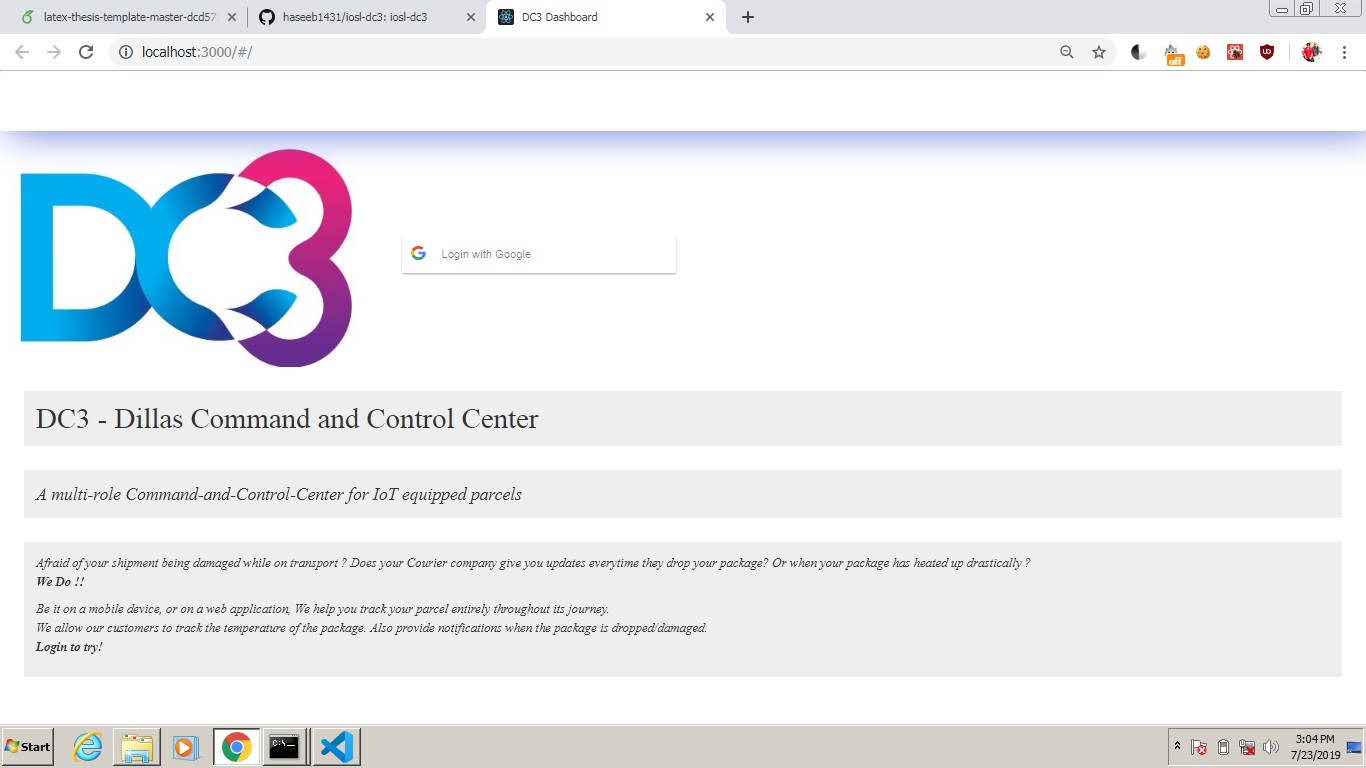 latex-thesis-template-master-dcd57
haseeb1431/iosl-dc3: iosl-dc3
DC3 Dashboard
localhost:3000/#/
off
DC3
Login with Google
DC3 - Dillas Command and Control Center
A multi-role Command-and-Control-Center for IoT equipped parcels
Afraid of your shipment being damaged while on transport ? Does your Courier company give you updates everytime they drop your package? Or when your package has heated up drastically ?
We Do !!
Be it on a mobile device, or on a web application, We help you track your parcel entirely throughout its journey.
We allow our customers to track the temperature of the package. Also provide notifications when the package is dropped/damaged.
Login to try!
Start
C:\.
3:04 PM
7/23/2019